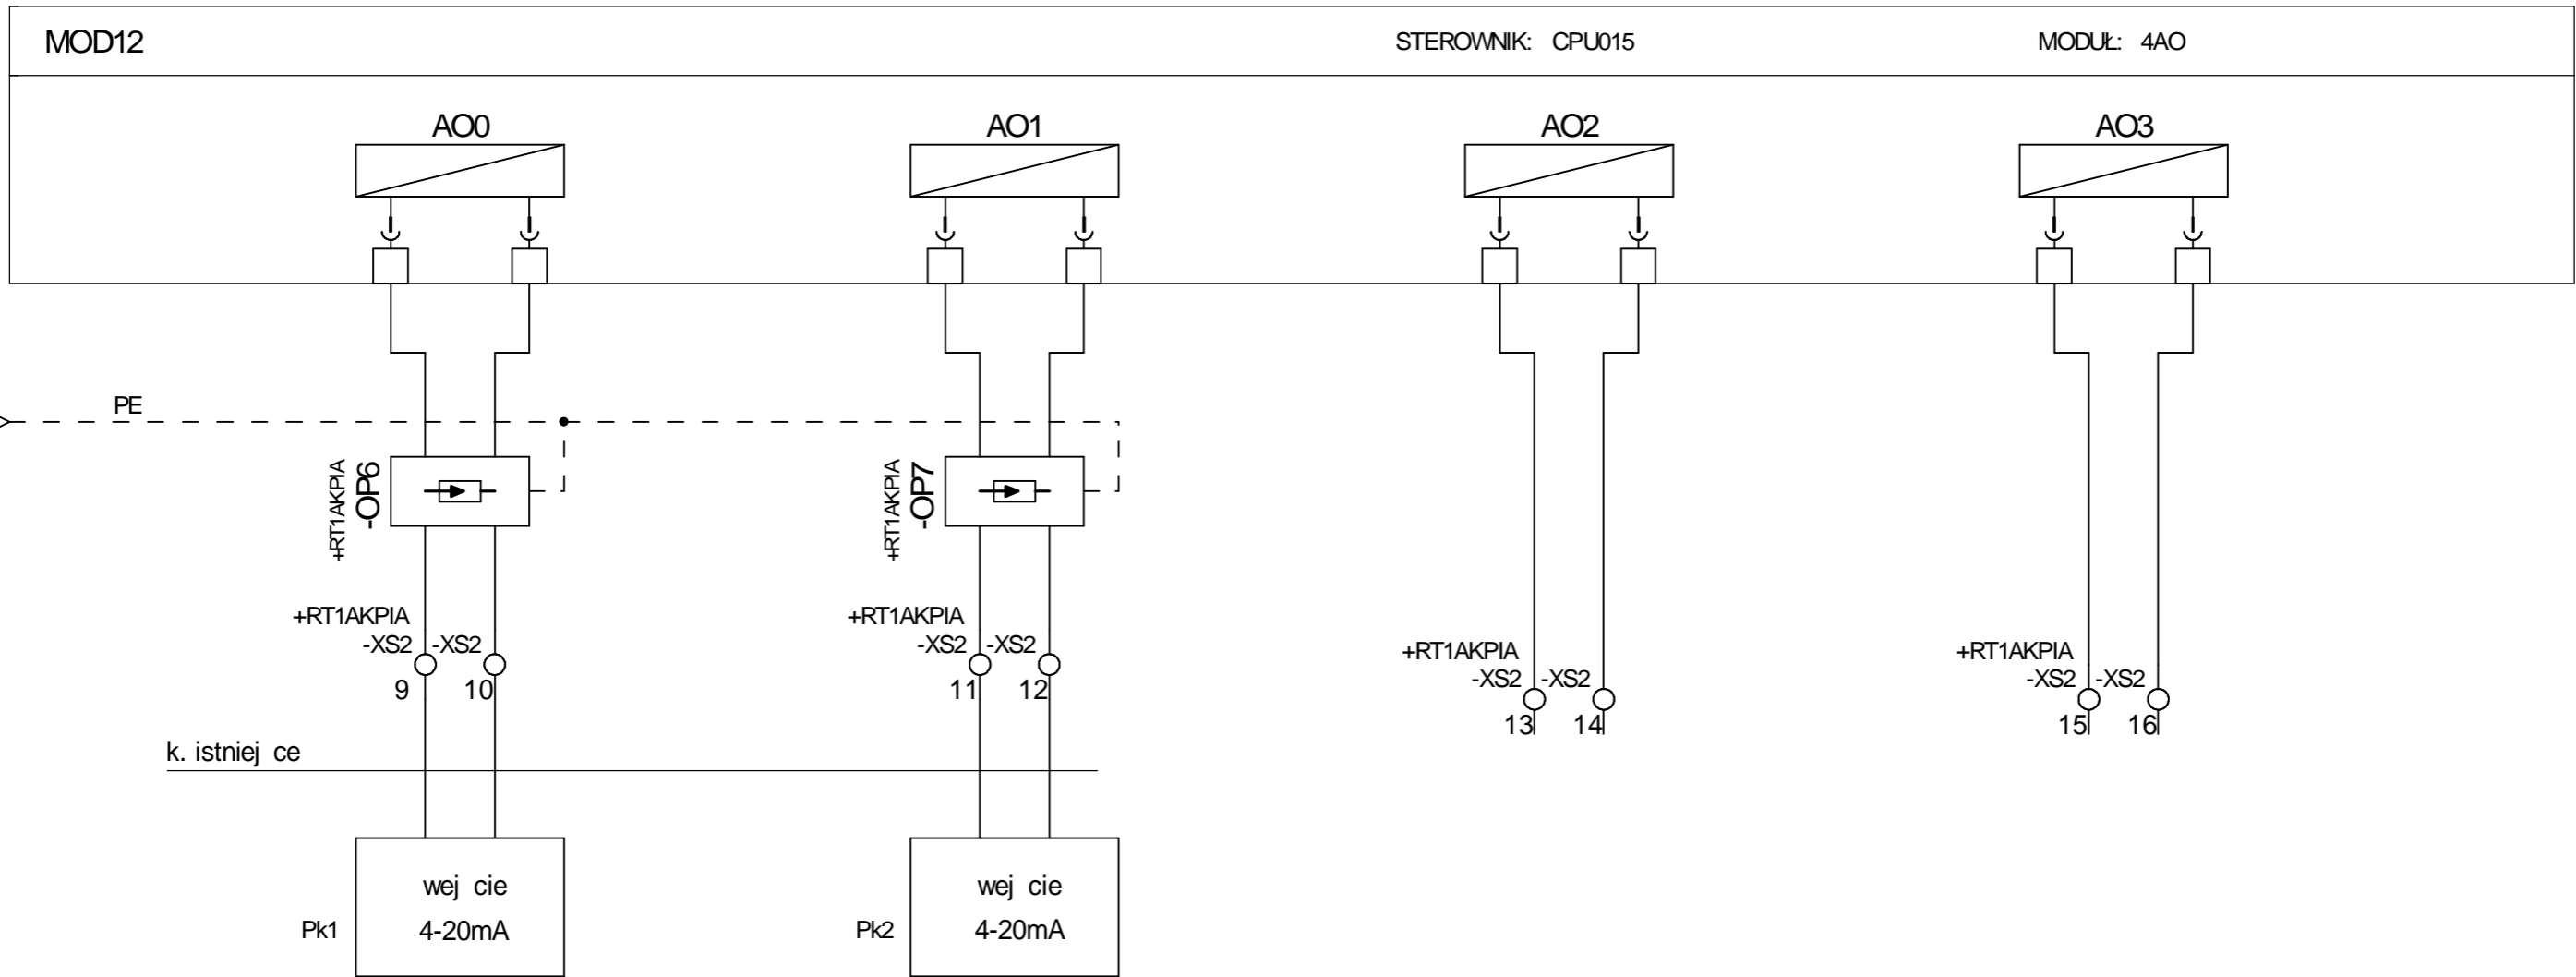 MOD12
STEROWNIK: CPU015
MODUŁ: 4AO
AO0
AO1
AO2
AO3
PE
+RT1AKPIA
-OP6
+RT1AKPIA
-OP7
+RT1AKPIA
-XS2 -XS2
9 10
+RT1AKPIA
-XS2 -XS2
11 12
+RT1AKPIA
-XS2 -XS2
13 14
+RT1AKPIA
-XS2 -XS2
15 16
k. istniej ce
Pk1
wej cie
4-20mA
Pk2
wej cie
4-20mA